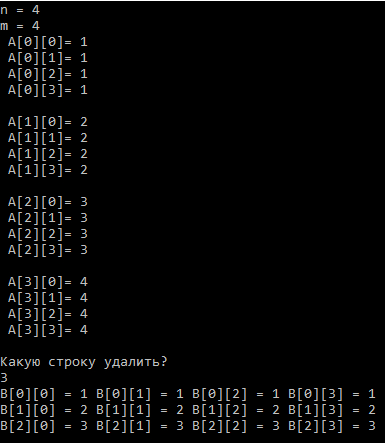 n = 4
m = 4
A[0][0]= 1
A[0][1]= 1
A[0][2]= 1
A[0][3]= 1
A[1][0]= 2
A[1][1]= 2
A[1][2]= 2
A[1][3]= 2
A[2][0]= 3
A[2][1]= 3
A[2][2]= 3
A[2][3]= 3
A[3][0]= 4
A[3][1]= 4
A[3][2]= 4
A[3][3]= 4
Какую строку удалить?
3
B[0][0] = 1 B[0][1] = 1 B[0][2] = 1 B[0][3] = 1
B[1][0] = 2 B[1][1] = 2 B[1][2] = 2 B[1][3] = 2
B[2][0] = 3 B[2][1] = 3 B[2][2] = 3 B[2][3] = 3